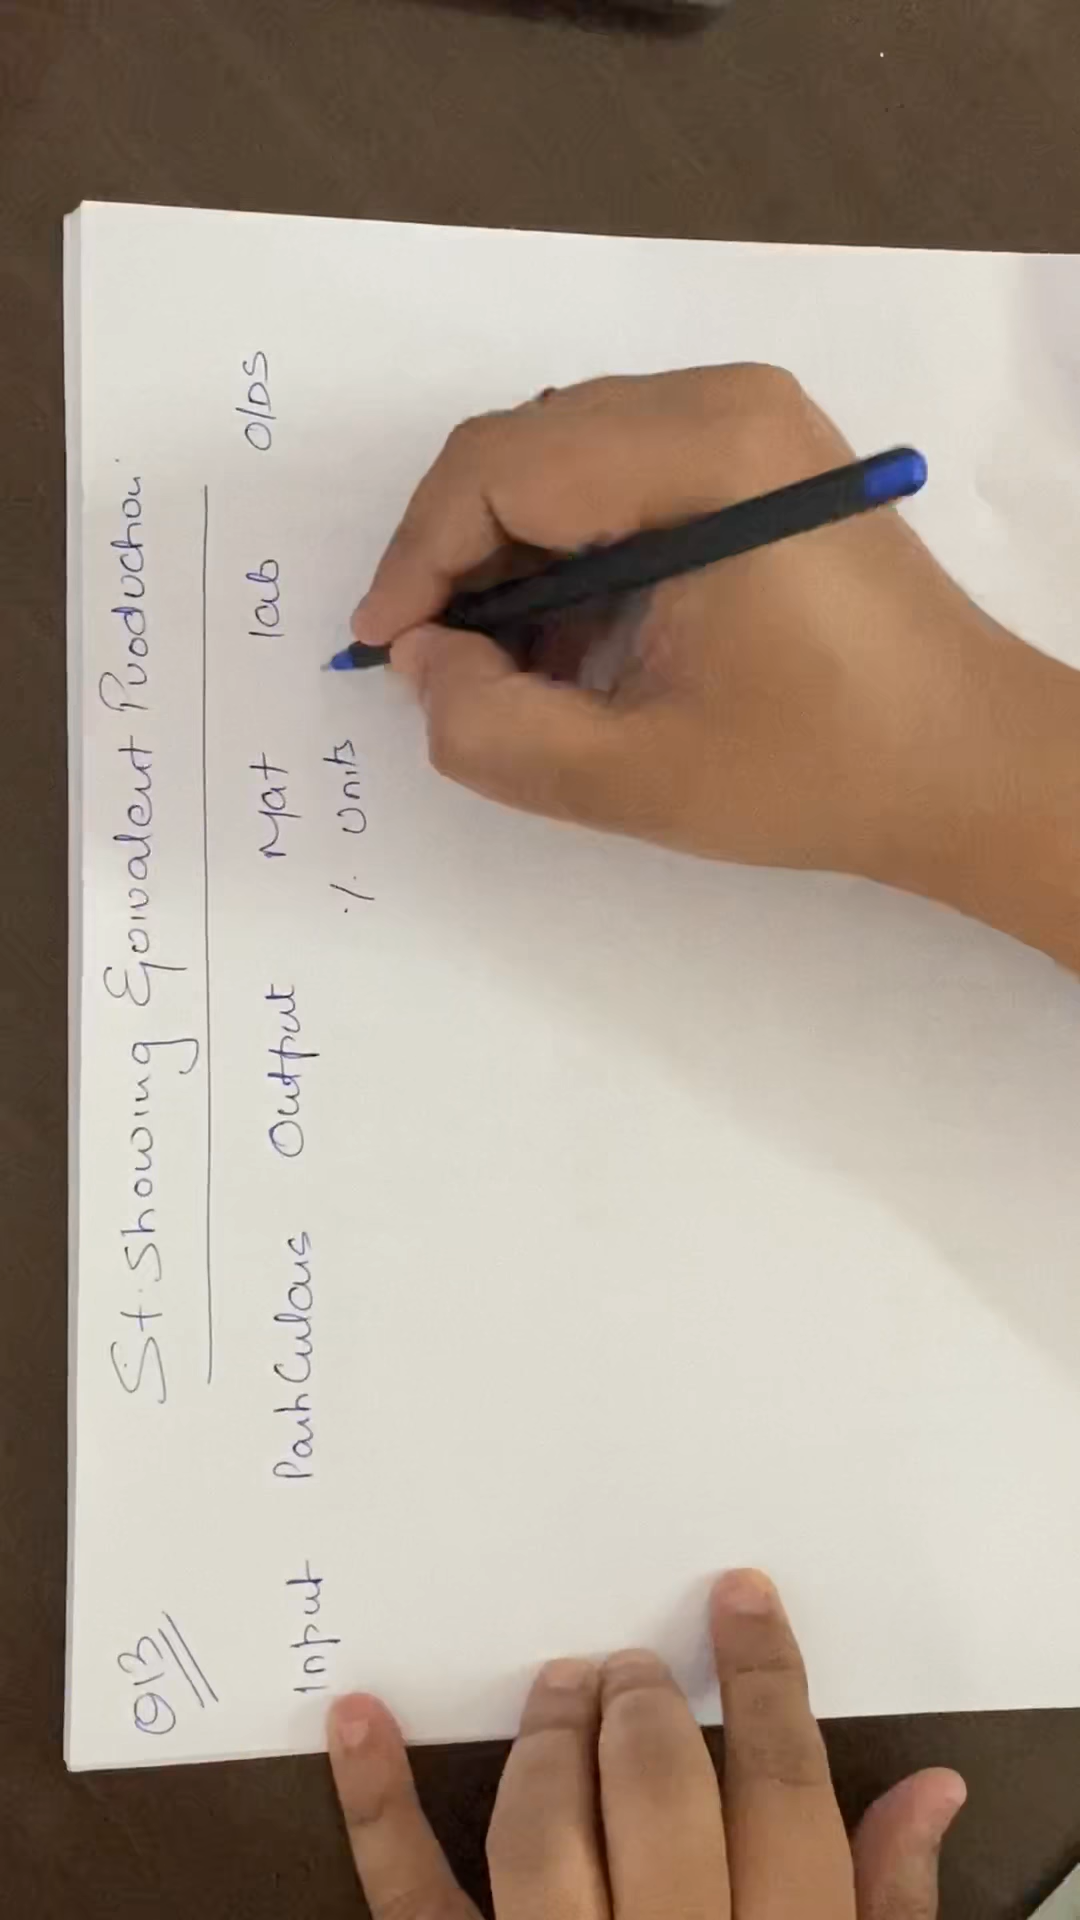 Q13 St. Showing Equivalent Production
Input Particulars Output Mat lab O/DS
% Units